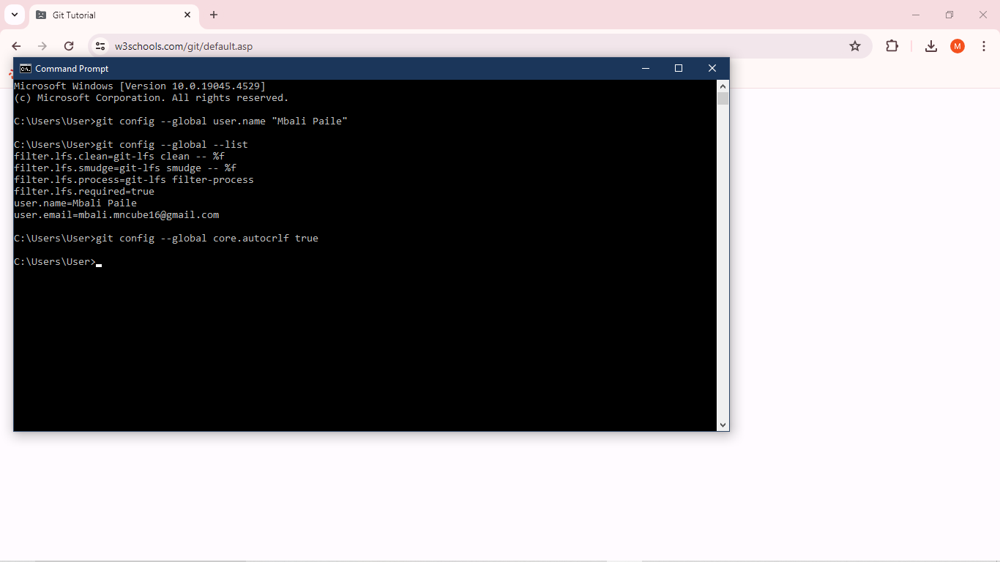 Git Tutorial
w3schools.com/git/default.asp
M
Command Prompt
Microsoft Windows [Version 10.0.19045.4529]
(c) Microsoft Corporation. All rights reserved.
C:\Users\User>git config --global user.name "Mbali Paile"
C:\Users\User>git config --global --list
filter.lfs.clean=git-lfs clean -- %f
filter.lfs.smudge=git-lfs smudge -- %f
filter.lfs.process=git-lfs filter-process
filter.lfs.required=true
user.name=Mbali Paile
user.email=mbali.mncube16@gmail.com
C:\Users\User>git config --global core.autocrlf true
C:\Users\User>